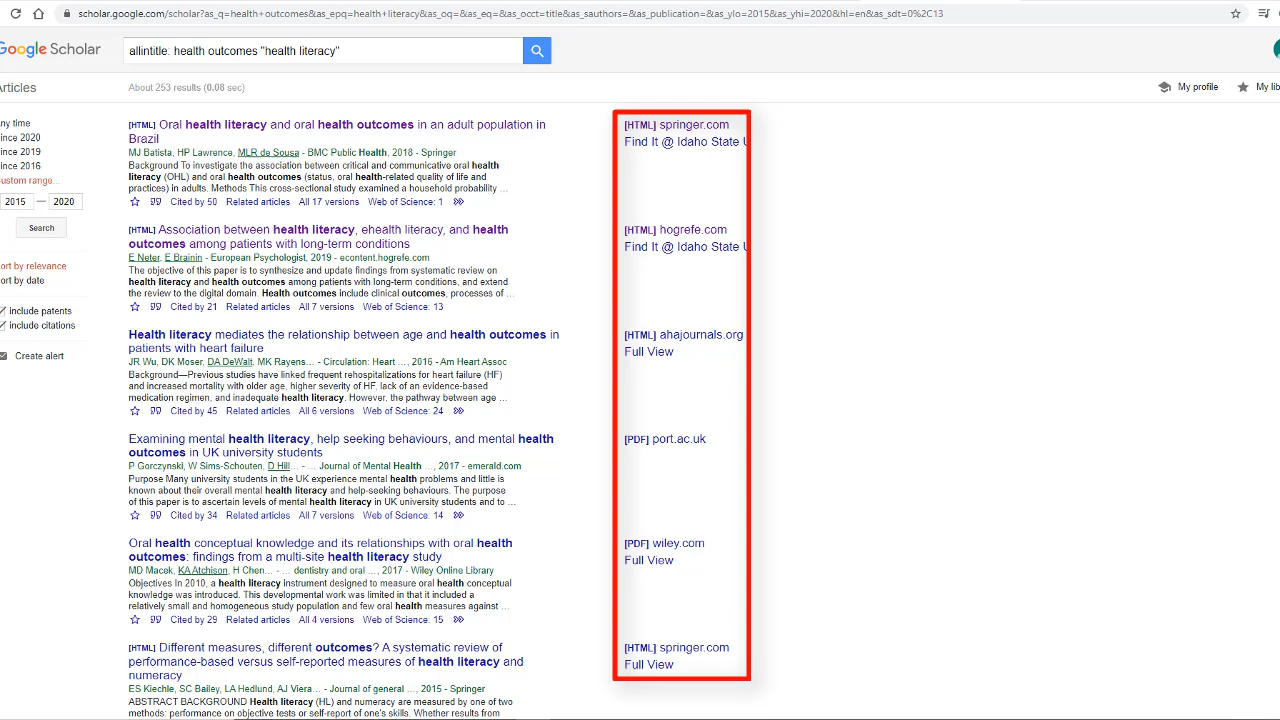 scholar.google.com/scholar?as_q=health+outcomes&as_epq=health+literacy&as_oq=&as_eq=&as_occt=title&as_sauthors=&as_publication=&as_ylo=2015&as_yhi=2020&hl=en&as_sdt=0%2C13
Google Scholar
allintitle: health outcomes "health literacy"
rticles
About 253 results (0.08 sec)
My profile
My lib
ny time
ince 2020
ince 2019
ince 2016
ustom range...
2015 — 2020
Search
ort by relevance
ort by date
include patents
include citations
Create alert
[HTML] Oral health literacy and oral health outcomes in an adult population in
Brazil
MJ Batista, HP Lawrence, MLR de Sousa - BMC Public Health, 2018 - Springer
Background To investigate the association between critical and communicative oral health
literacy (OHL) and oral health outcomes (status, oral health-related quality of life and
practices) in adults. Methods This cross-sectional study examined a household probability ...
Cited by 50 Related articles All 17 versions Web of Science: 1
[HTML] springer.com
Find It @ Idaho State U
[HTML] Association between health literacy, ehealth literacy, and health
outcomes among patients with long-term conditions
E Neter, E Brainin - European Psychologist, 2019 - econtent.hogrefe.com
The objective of this paper is to synthesize and update findings from systematic review on
health literacy and health outcomes among patients with long-term conditions, and extend
the review to the digital domain. Health outcomes include clinical outcomes, processes of ...
Cited by 21 Related articles All 7 versions Web of Science: 13
[HTML] hogrefe.com
Find It @ Idaho State U
Health literacy mediates the relationship between age and health outcomes in
patients with heart failure
JR Wu, DK Moser, DA DeWalt, MK Rayens... - Circulation: Heart ..., 2016 - Am Heart Assoc
Background—Previous studies have linked frequent rehospitalizations for heart failure (HF)
and increased mortality with older age, higher severity of HF, lack of an evidence-based
medication regimen, and inadequate health literacy. However, the pathway between age ...
Cited by 45 Related articles All 6 versions Web of Science: 24
[HTML] ahajournals.org
Full View
Examining mental health literacy, help seeking behaviours, and mental health
outcomes in UK university students
P Gorczynski, W Sims-Schouten, D Hill... - ... Journal of Mental Health ..., 2017 - emerald.com
Purpose Many university students in the UK experience mental health problems and little is
known about their overall mental health literacy and help-seeking behaviours. The purpose
of this paper is to ascertain levels of mental health literacy in UK university students and to ...
Cited by 34 Related articles All 7 versions Web of Science: 14
[PDF] port.ac.uk
Oral health conceptual knowledge and its relationships with oral health
outcomes: findings from a multi-site health literacy study
MD Macek, KA Atchison, H Chen... - ... dentistry and oral ..., 2017 - Wiley Online Library
Objectives In 2010, a health literacy instrument designed to measure oral health conceptual
knowledge was introduced. This developmental work was limited in that it included a
relatively small and homogeneous study population and few oral health measures against ...
Cited by 29 Related articles All 4 versions Web of Science: 15
[PDF] wiley.com
Full View
[HTML] Different measures, different outcomes? A systematic review of
performance-based versus self-reported measures of health literacy and
numeracy
ES Kiechle, SC Bailey, LA Hedlund, AJ Viera... - Journal of general ..., 2015 - Springer
ABSTRACT BACKGROUND Health literacy (HL) and numeracy are measured by one of two
methods: performance on objective tests or self-report of one's skills. Whether results from
[HTML] springer.com
Full View